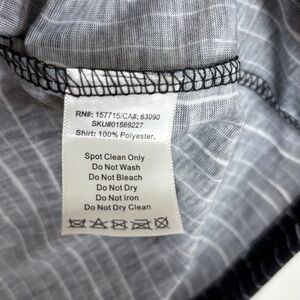 RN#: 157715/CA#: 63090
SKU#01569227
Shirt: 100% Polyester.
Spot Clean Only
Do Not Wash
Do Not Bleach
Do Not Dry
Do Not Iron
Do Not Dry Clean